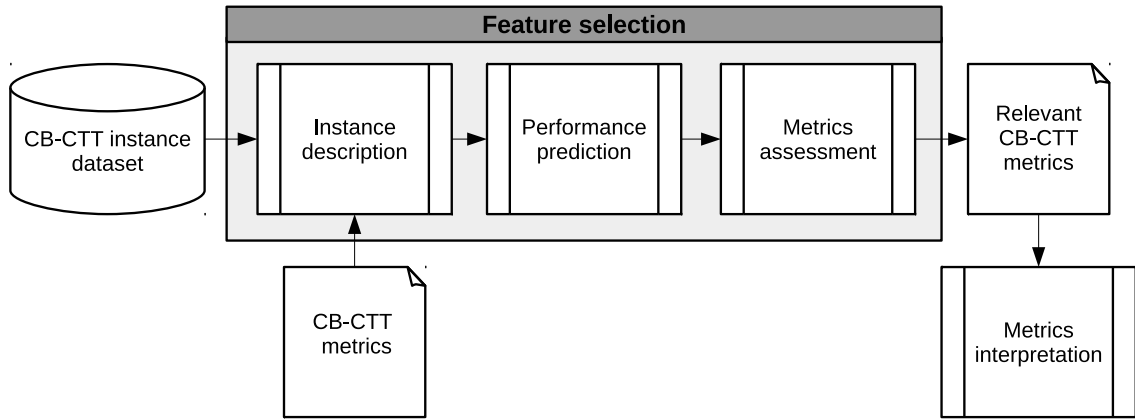 Feature selection
CB-CTT instance
dataset
Instance
description
Performance
prediction
Metrics
assessment
Relevant
CB-CTT
metrics
CB-CTT
metrics
Metrics
interpretation